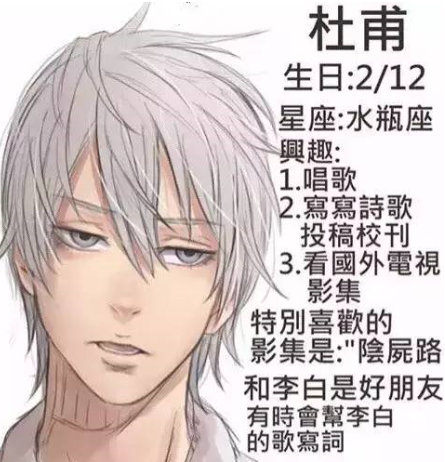 杜甫
生日:2/12
星座:水瓶座
興趣:
1.唱歌
2.寫寫詩歌
投稿校刊
3.看國外電視
影集
特別喜歡的
影集是:"陰屍路
和李白是好朋友
有時會幫李白
的歌寫詞